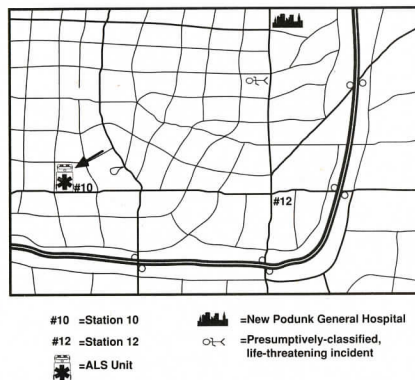 #10
#12
#10 =Station 10
#12 =Station 12
=ALS Unit
=New Podunk General Hospital
=Presumptively-classified,
life-threatening incident